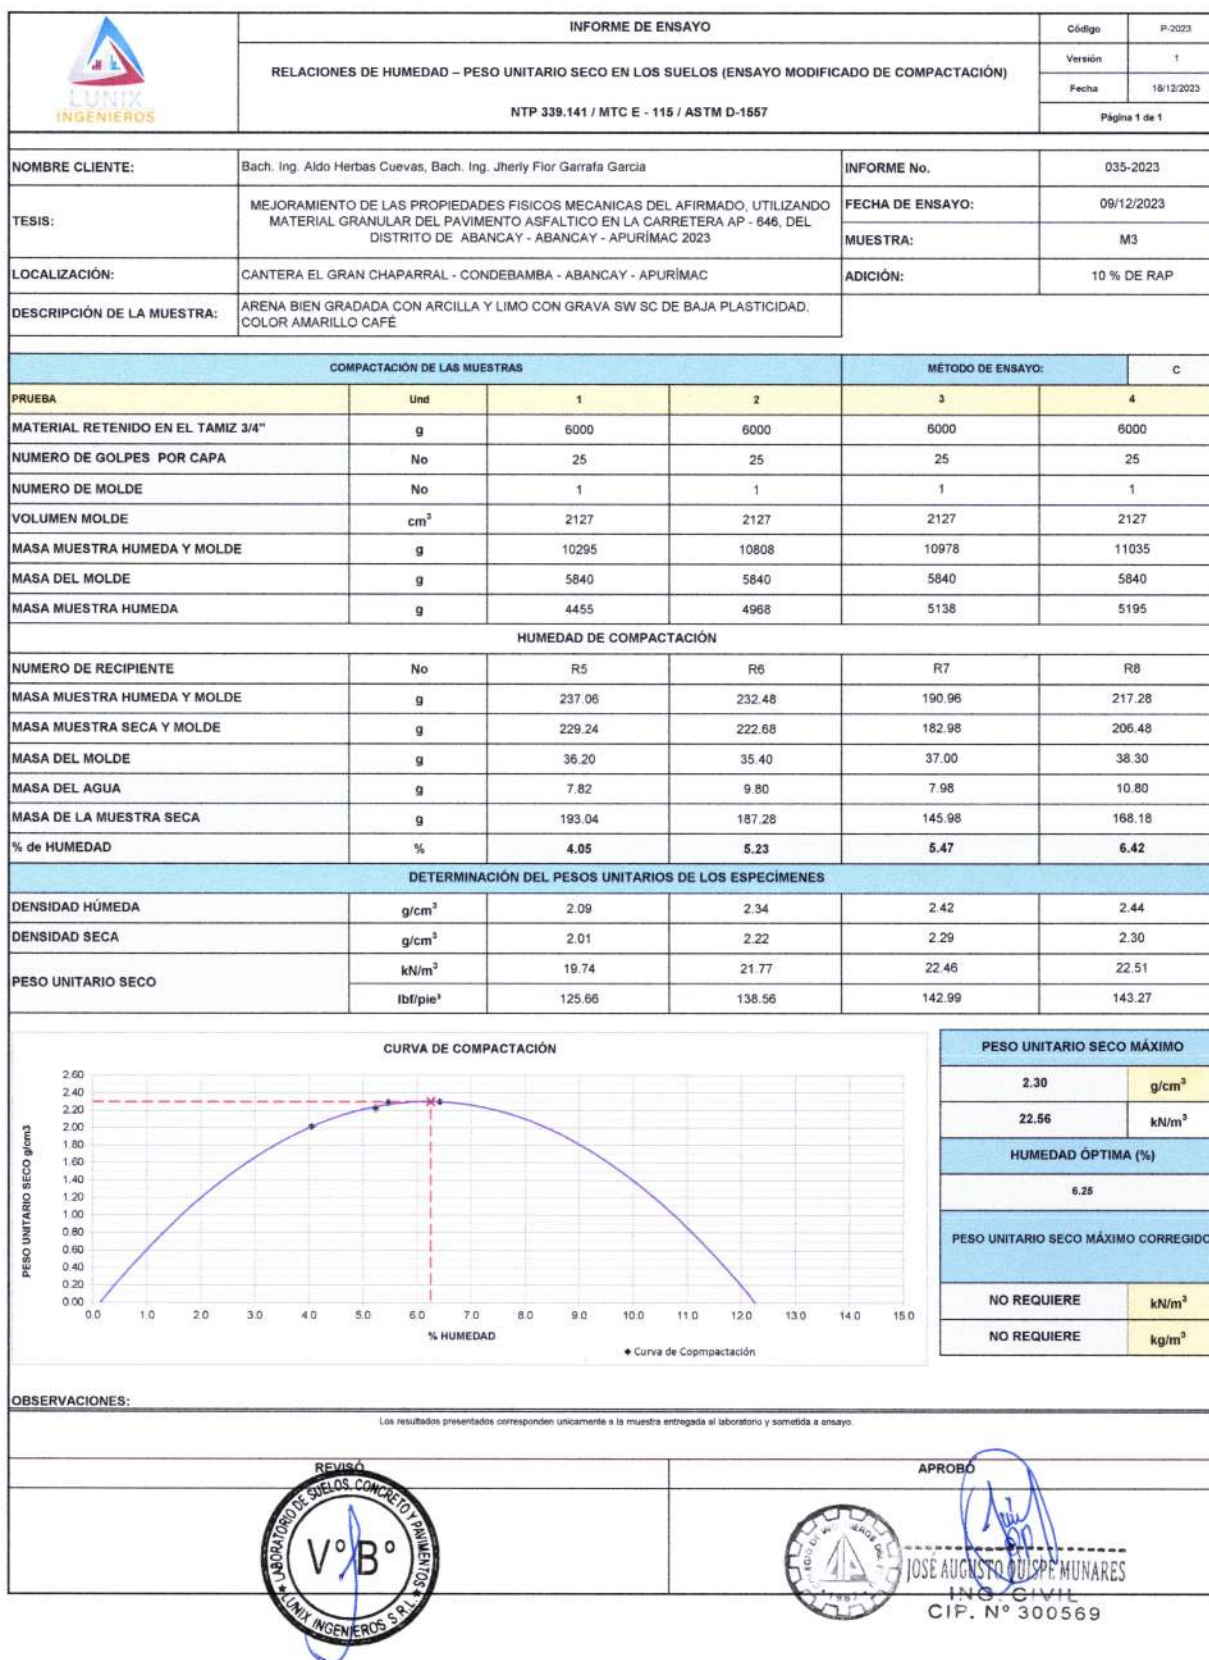 LUNIX
INGENIEROS
INFORME DE ENSAYO
RELACIONES DE HUMEDAD – PESO UNITARIO SECO EN LOS SUELOS (ENSAYO MODIFICADO DE COMPACTACIÓN)
NTP 339.141 / MTC E - 115 / ASTM D-1557
Código P-2023
Versión 1
Fecha 18/12/2023
Página 1 de 1
NOMBRE CLIENTE: Bach. Ing. Aldo Herbas Cuevas, Bach. Ing. Jherly Flor Garrafa Garcia INFORME No. 035-2023
TESIS: MEJORAMIENTO DE LAS PROPIEDADES FISICOS MECANICAS DEL AFIRMADO, UTILIZANDO
MATERIAL GRANULAR DEL PAVIMENTO ASFALTICO EN LA CARRETERA AP - 646, DEL
DISTRITO DE ABANCAY - ABANCAY - APURÍMAC 2023
FECHA DE ENSAYO: 09/12/2023
MUESTRA: M3
LOCALIZACIÓN: CANTERA EL GRAN CHAPARRAL - CONDEBAMBA - ABANCAY - APURÍMAC ADICIÓN: 10 % DE RAP
DESCRIPCIÓN DE LA MUESTRA: ARENA BIEN GRADADA CON ARCILLA Y LIMO CON GRAVA SW SC DE BAJA PLASTICIDAD,
COLOR AMARILLO CAFÉ
COMPACTACIÓN DE LAS MUESTRAS MÉTODO DE ENSAYO: C
PRUEBA Und 1 2 3 4
MATERIAL RETENIDO EN EL TAMIZ 3/4" g 6000 6000 6000 6000
NUMERO DE GOLPES POR CAPA No 25 25 25 25
NUMERO DE MOLDE No 1 1 1 1
VOLUMEN MOLDE cm³ 2127 2127 2127 2127
MASA MUESTRA HUMEDA Y MOLDE g 10295 10808 10978 11035
MASA DEL MOLDE g 5840 5840 5840 5840
MASA MUESTRA HUMEDA g 4455 4968 5138 5195
HUMEDAD DE COMPACTACIÓN
NUMERO DE RECIPIENTE No R5 R6 R7 R8
MASA MUESTRA HUMEDA Y MOLDE g 237.06 232.48 190.96 217.28
MASA MUESTRA SECA Y MOLDE g 229.24 222.68 182.98 206.48
MASA DEL MOLDE g 36.20 35.40 37.00 38.30
MASA DEL AGUA g 7.82 9.80 7.98 10.80
MASA DE LA MUESTRA SECA g 193.04 187.28 145.98 168.18
% de HUMEDAD % 4.05 5.23 5.47 6.42
DETERMINACIÓN DEL PESOS UNITARIOS DE LOS ESPECÍMENES
DENSIDAD HÚMEDA g/cm³ 2.09 2.34 2.42 2.44
DENSIDAD SECA g/cm³ 2.01 2.22 2.29 2.30
PESO UNITARIO SECO kN/m³ 19.74 21.77 22.46 22.51
lbf/pie³ 125.66 138.56 142.99 143.27
CURVA DE COMPACTACIÓN
PESO UNITARIO SECO g/cm3
2.60
2.40
2.20
2.00
1.80
1.60
1.40
1.20
1.00
0.80
0.60
0.40
0.20
0.00
0.0 1.0 2.0 3.0 4.0 5.0 6.0 7.0 8.0 9.0 10.0 11.0 12.0 13.0 14.0 15.0
% HUMEDAD
Curva de Copmpactación
PESO UNITARIO SECO MÁXIMO
2.30 g/cm³
22.56 kN/m³
HUMEDAD ÓPTIMA (%)
6.25
PESO UNITARIO SECO MÁXIMO CORREGIDO
NO REQUIERE kN/m³
NO REQUIERE kg/m³
OBSERVACIONES:
Los resultados presentados corresponden unicamente a la muestra entregada al laboratorio y sometida a ensayo.
REVISÓ APROBÓ
LABORATORIO DE SUELOS, CONCRETO Y PAVIMENTOS
V° B°
LUNIX INGENIEROS S.R.L.
JOSÉ AUGUSTO QUISPE MUNARES
ING. CIVIL
CIP. N° 300569